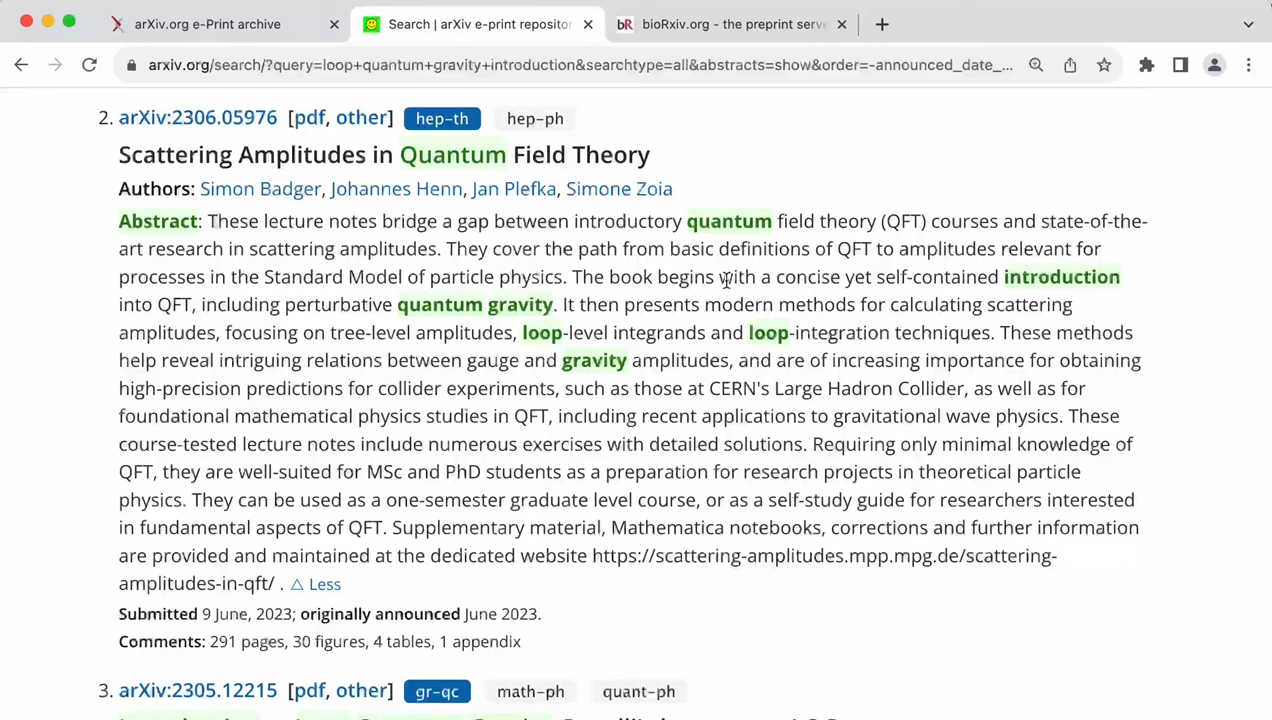 arXiv.org e-Print archive
Search | arXiv e-print repositor
bioRxiv.org - the preprint serve
arxiv.org/search/?query=loop+quantum+gravity+introduction&searchtype=all&abstracts=show&order=-announced_date_...
2. arXiv:2306.05976 [pdf, other] hep-th hep-ph
Scattering Amplitudes in Quantum Field Theory
Authors: Simon Badger, Johannes Henn, Jan Plefka, Simone Zoia
Abstract: These lecture notes bridge a gap between introductory quantum field theory (QFT) courses and state-of-the-
art research in scattering amplitudes. They cover the path from basic definitions of QFT to amplitudes relevant for
processes in the Standard Model of particle physics. The book begins with a concise yet self-contained introduction
into QFT, including perturbative quantum gravity. It then presents modern methods for calculating scattering
amplitudes, focusing on tree-level amplitudes, loop-level integrands and loop-integration techniques. These methods
help reveal intriguing relations between gauge and gravity amplitudes, and are of increasing importance for obtaining
high-precision predictions for collider experiments, such as those at CERN's Large Hadron Collider, as well as for
foundational mathematical physics studies in QFT, including recent applications to gravitational wave physics. These
course-tested lecture notes include numerous exercises with detailed solutions. Requiring only minimal knowledge of
QFT, they are well-suited for MSc and PhD students as a preparation for research projects in theoretical particle
physics. They can be used as a one-semester graduate level course, or as a self-study guide for researchers interested
in fundamental aspects of QFT. Supplementary material, Mathematica notebooks, corrections and further information
are provided and maintained at the dedicated website https://scattering-amplitudes.mpp.mpg.de/scattering-
amplitudes-in-qft/ . △ Less
Submitted 9 June, 2023; originally announced June 2023.
Comments: 291 pages, 30 figures, 4 tables, 1 appendix
3. arXiv:2305.12215 [pdf, other] gr-qc math-ph quant-ph